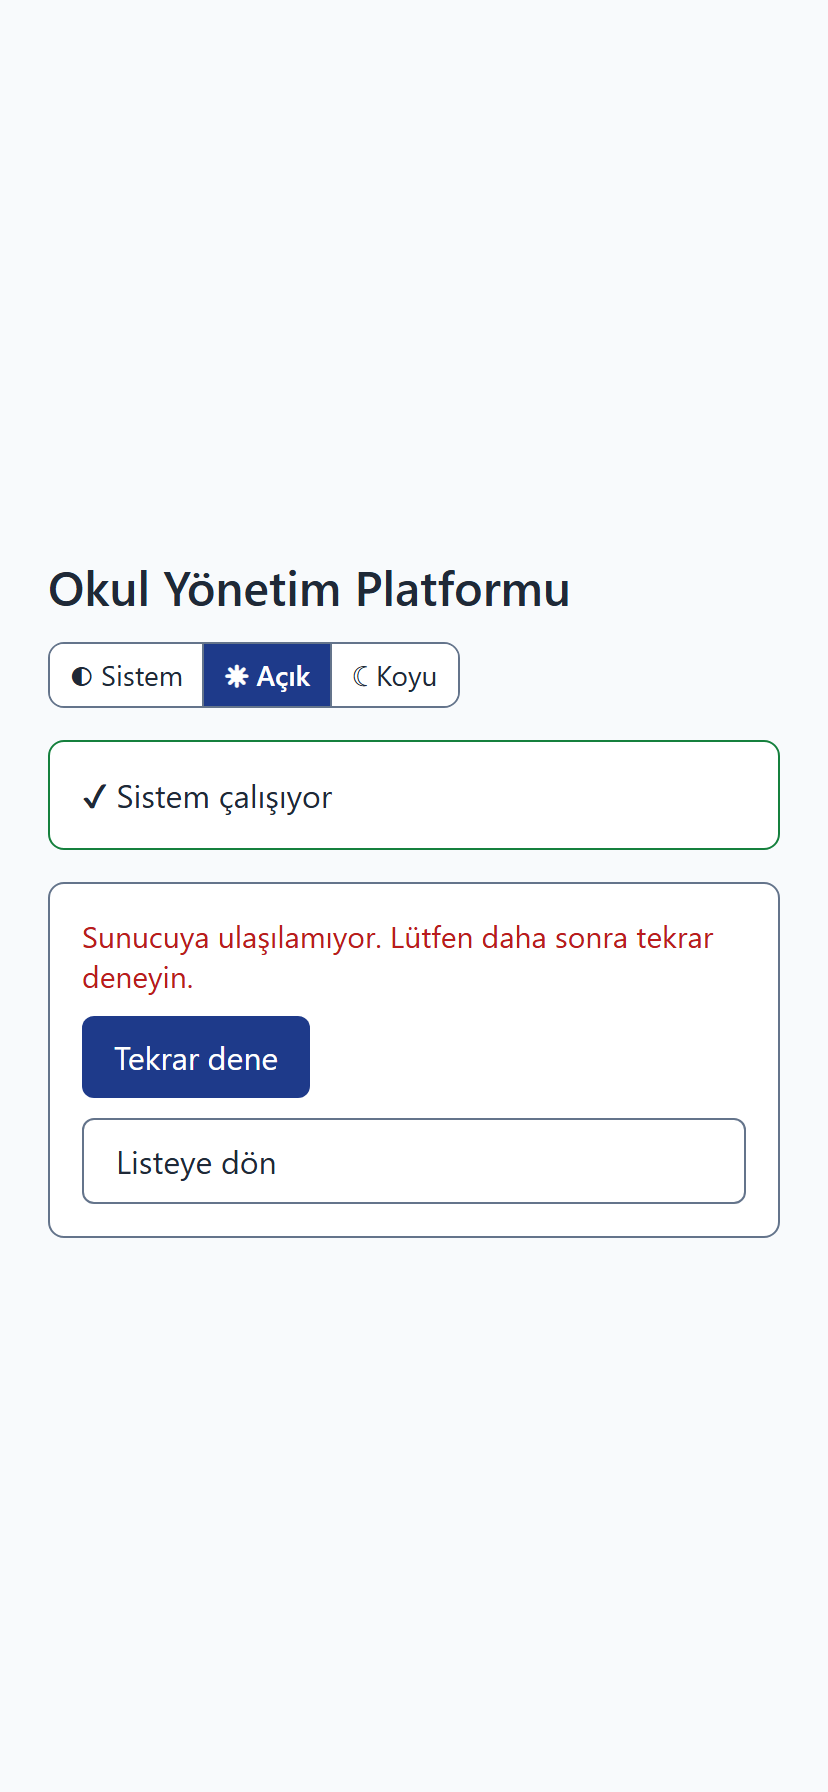 Okul Yönetim Platformu
◐ Sistem ✱ Açık ☾ Koyu
✓ Sistem çalışıyor
Sunucuya ulaşılamıyor. Lütfen daha sonra tekrar
deneyin.
Tekrar dene
Listeye dön